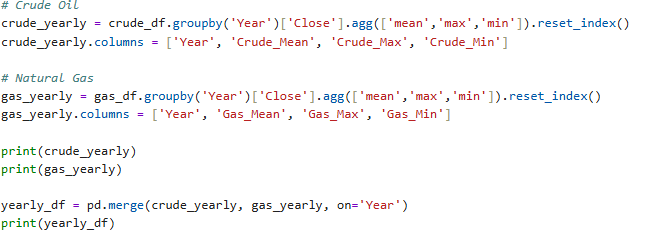 # Crude Oil
crude_yearly = crude_df.groupby('Year')['Close'].agg(['mean','max','min']).reset_index()
crude_yearly.columns = ['Year', 'Crude_Mean', 'Crude_Max', 'Crude_Min']
# Natural Gas
gas_yearly = gas_df.groupby('Year')['Close'].agg(['mean','max','min']).reset_index()
gas_yearly.columns = ['Year', 'Gas_Mean', 'Gas_Max', 'Gas_Min']
print(crude_yearly)
print(gas_yearly)
yearly_df = pd.merge(crude_yearly, gas_yearly, on='Year')
print(yearly_df)